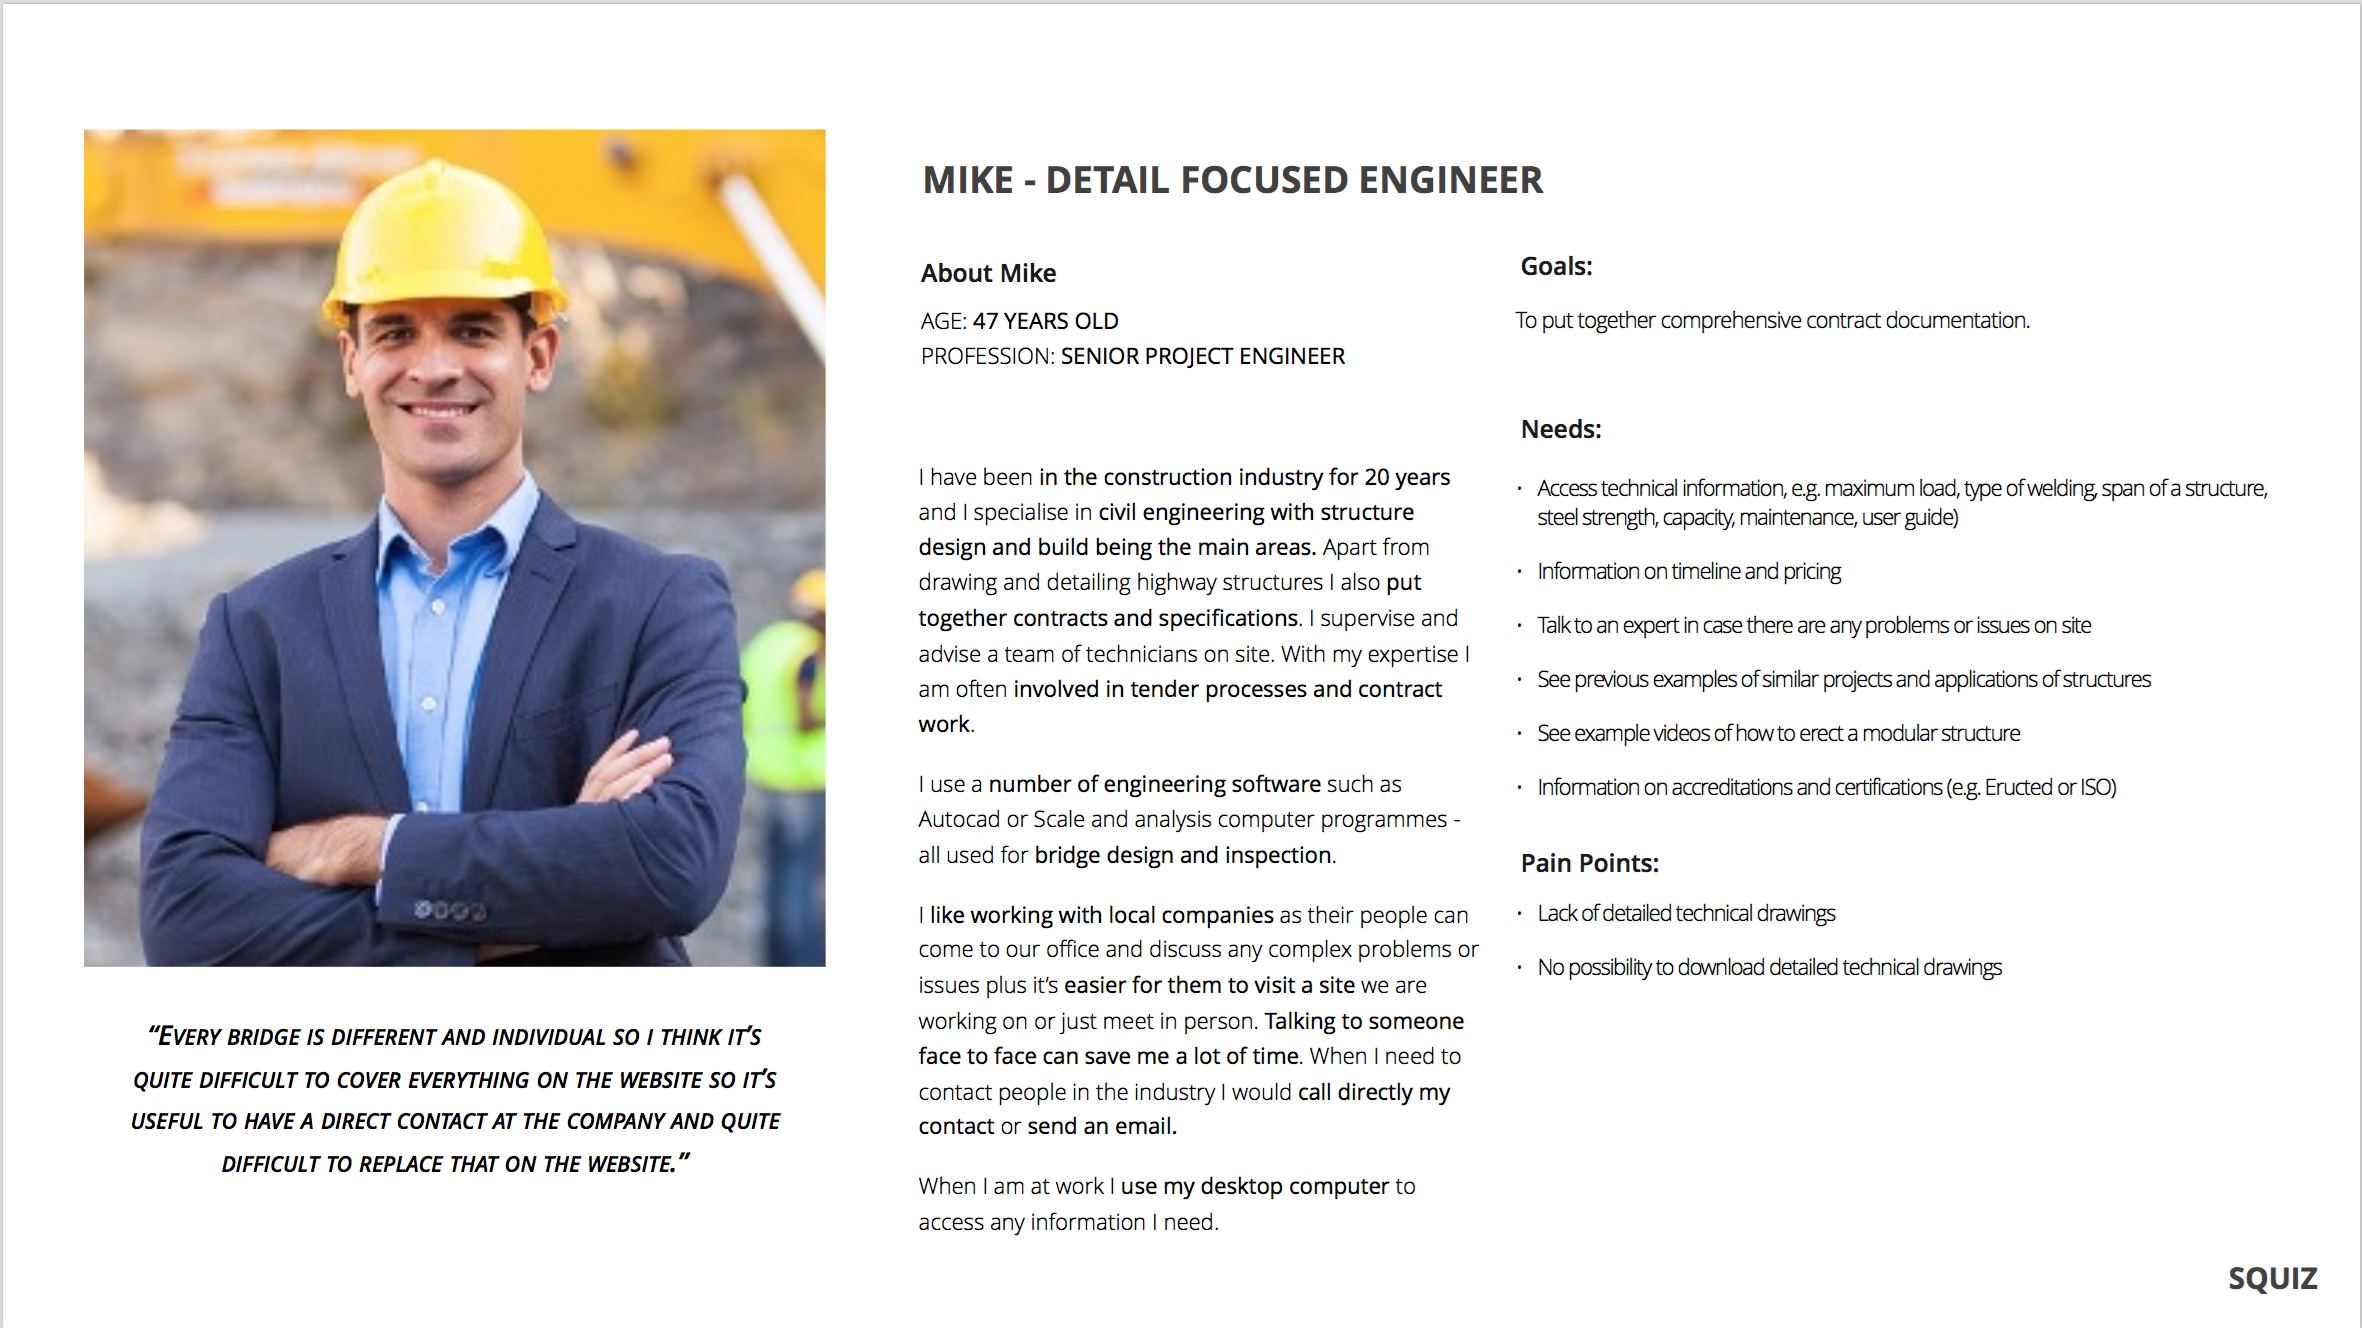 MIKE - DETAIL FOCUSED ENGINEER
About Mike
AGE: 47 YEARS OLD
PROFESSION: SENIOR PROJECT ENGINEER
I have been in the construction industry for 20 years
and I specialise in civil engineering with structure
design and build being the main areas. Apart from
drawing and detailing highway structures I also put
together contracts and specifications. I supervise and
advise a team of technicians on site. With my expertise I
am often involved in tender processes and contract
work.
I use a number of engineering software such as
Autocad or Scale and analysis computer programmes -
all used for bridge design and inspection.
I like working with local companies as their people can
come to our office and discuss any complex problems or
issues plus it’s easier for them to visit a site we are
working on or just meet in person. Talking to someone
face to face can save me a lot of time. When I need to
contact people in the industry I would call directly my
contact or send an email.
When I am at work I use my desktop computer to
access any information I need.
Goals:
To put together comprehensive contract documentation.
Needs:
· Access technical information, e.g. maximum load, type of welding, span of a structure,
steel strength, capacity, maintenance, user guide)
· Information on timeline and pricing
· Talk to an expert in case there are any problems or issues on site
· See previous examples of similar projects and applications of structures
· See example videos of how to erect a modular structure
· Information on accreditations and certifications (e.g. Eructed or ISO)
Pain Points:
· Lack of detailed technical drawings
· No possibility to download detailed technical drawings
“EVERY BRIDGE IS DIFFERENT AND INDIVIDUAL SO I THINK IT’S
QUITE DIFFICULT TO COVER EVERYTHING ON THE WEBSITE SO IT’S
USEFUL TO HAVE A DIRECT CONTACT AT THE COMPANY AND QUITE
DIFFICULT TO REPLACE THAT ON THE WEBSITE.”
SQUIZ